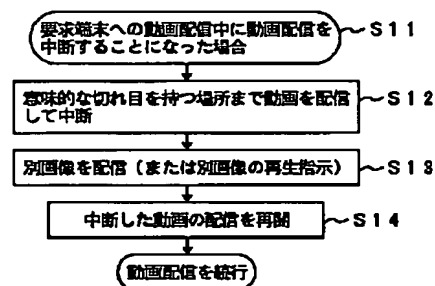 要求端末への動画配信中に動画配信を
中断することになった場合
S11
意味的な切れ目を持つ場所まで動画を配信
して中断
S12
別画像を配信（または別画像の再生指示）
S13
中断した動画の配信を再開
S14
動画配信を続行